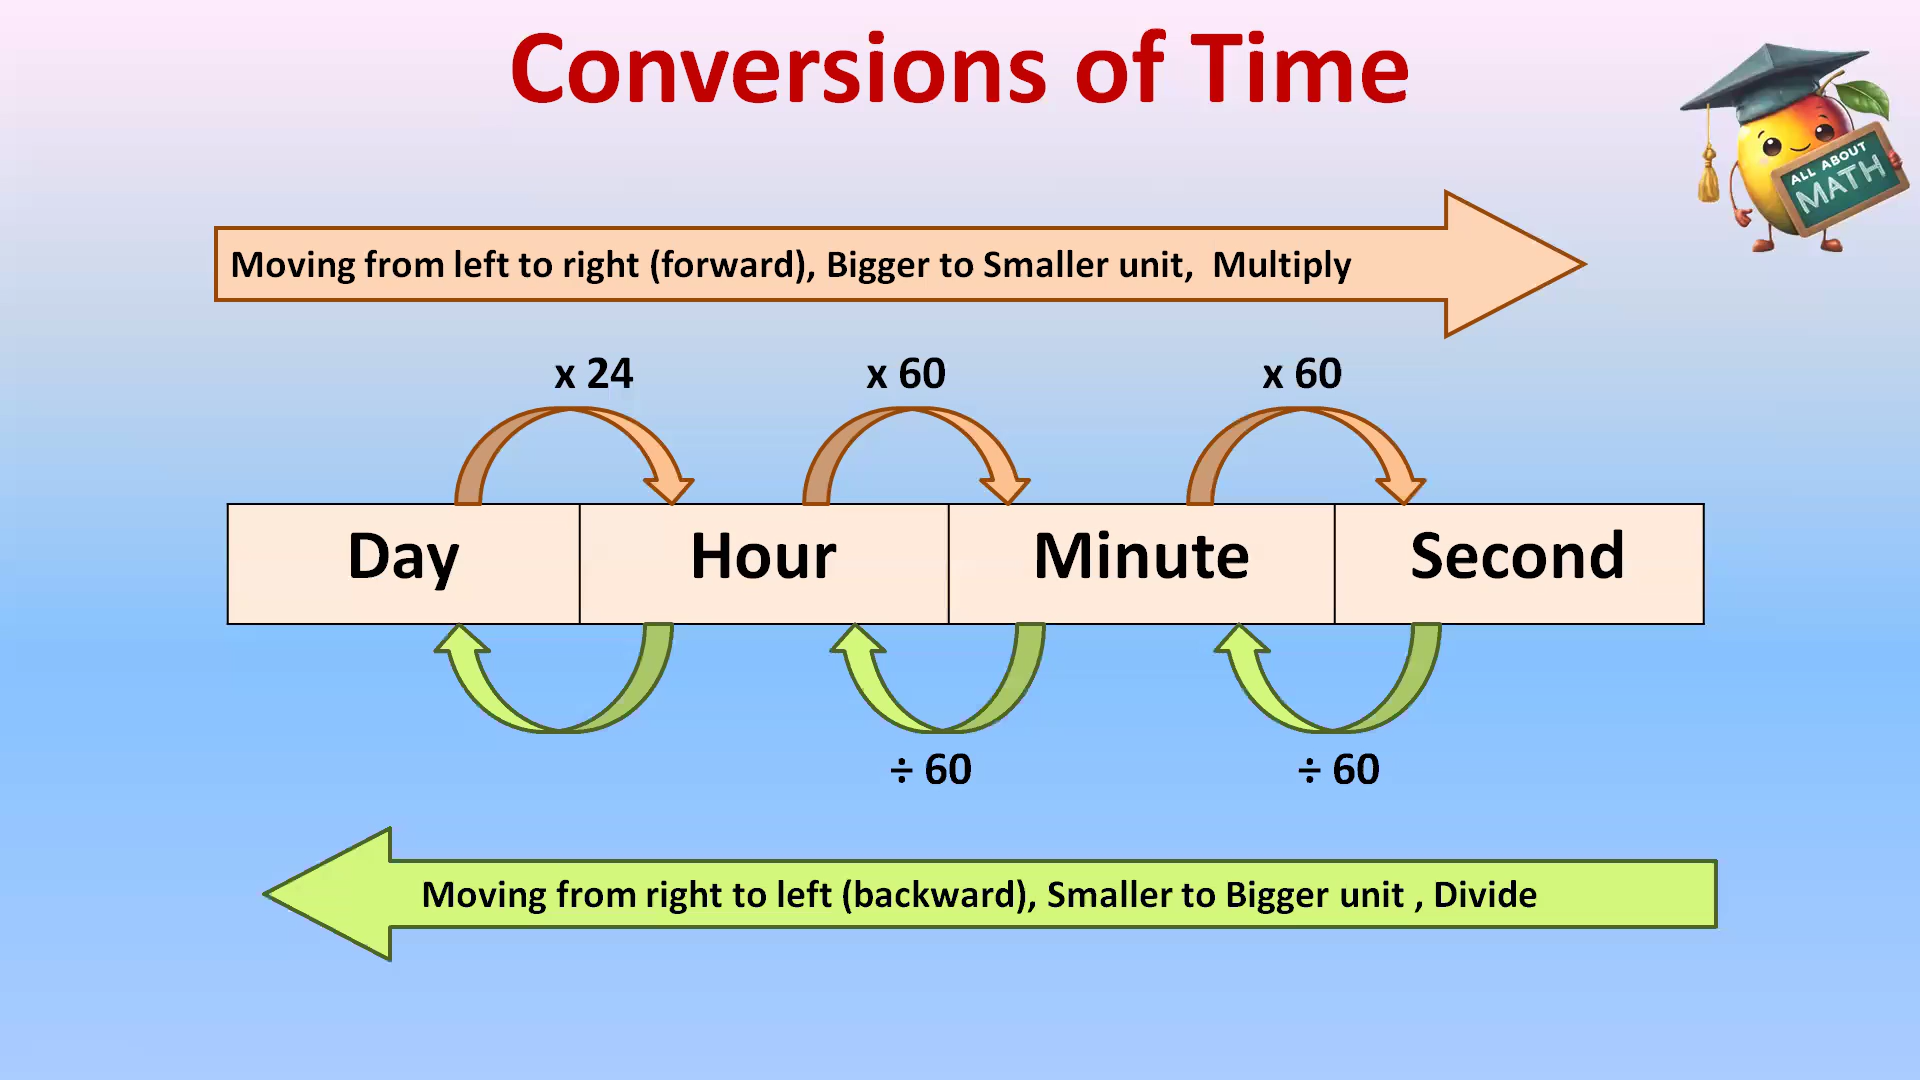 Conversions of Time
ALL ABOUT
MATH
Moving from left to right (forward), Bigger to Smaller unit, Multiply
x 24 x 60 x 60
Day Hour Minute Second
÷ 60 ÷ 60
Moving from right to left (backward), Smaller to Bigger unit , Divide